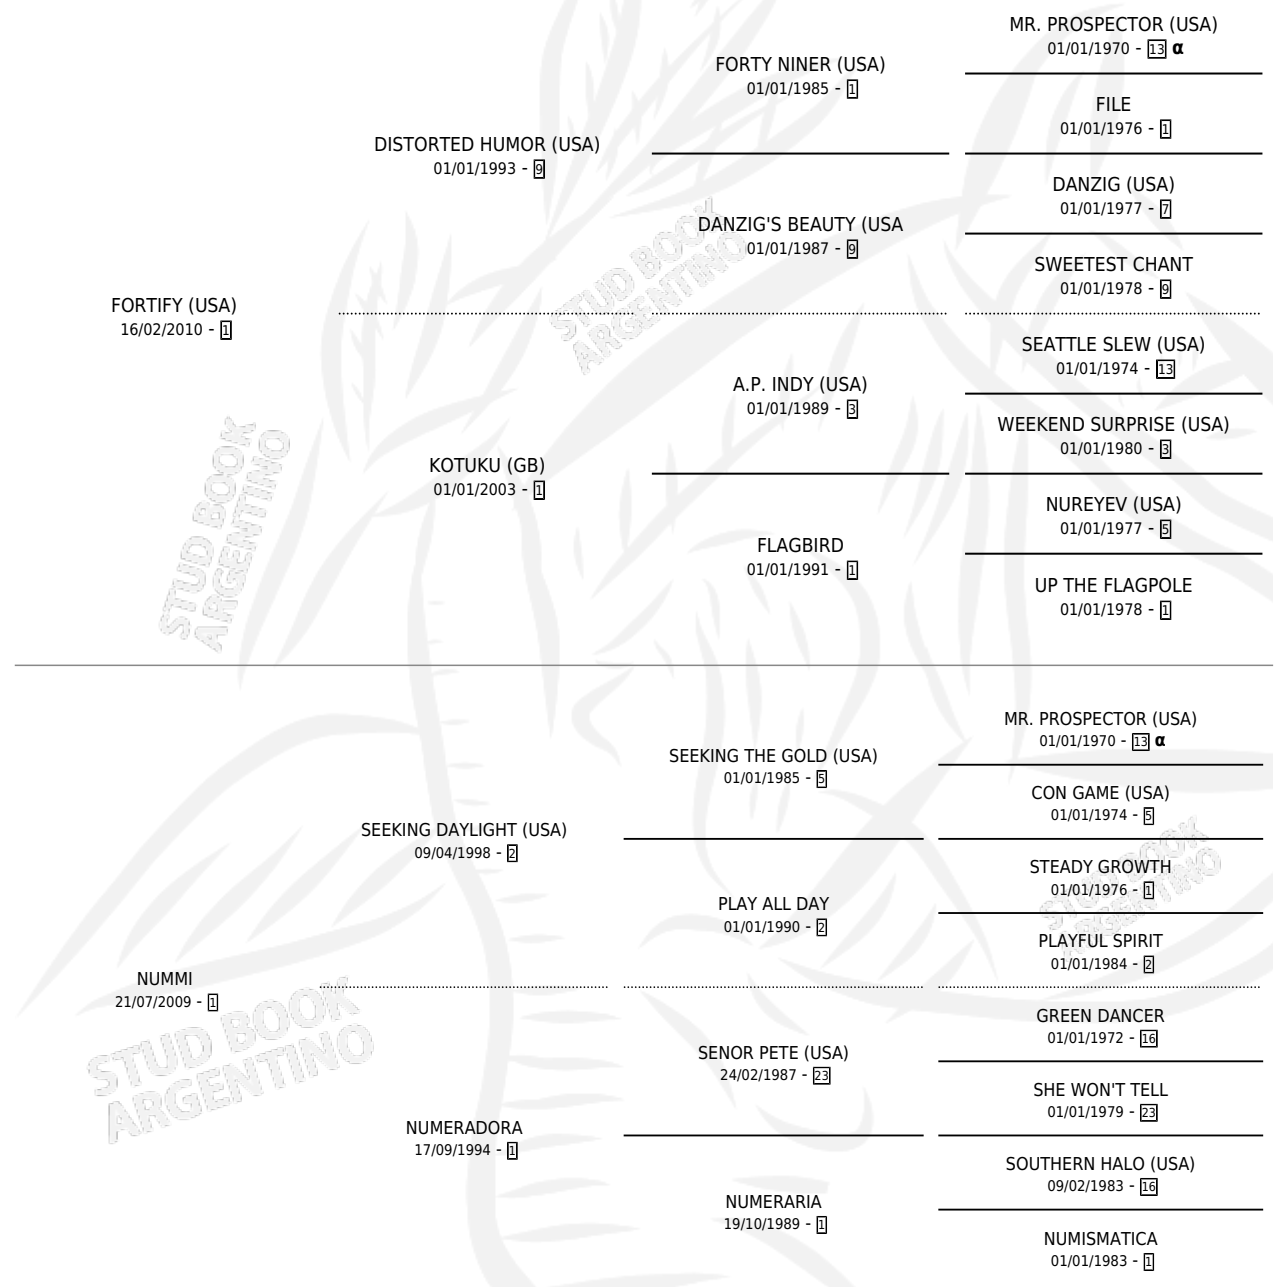 MR. PROSPECTOR (USA)
01/01/1970 - 13 α
FORTY NINER (USA)
01/01/1985 - 1
FILE
01/01/1976 - 1
DISTORTED HUMOR (USA)
01/01/1993 - 9
DANZIG (USA)
01/01/1977 - 7
DANZIG'S BEAUTY (USA
01/01/1987 - 9
SWEETEST CHANT
01/01/1978 - 9
FORTIFY (USA)
16/02/2010 - 1
SEATTLE SLEW (USA)
01/01/1974 - 13
A.P. INDY (USA)
01/01/1989 - 3
WEEKEND SURPRISE (USA)
01/01/1980 - 3
KOTUKU (GB)
01/01/2003 - 1
NUREYEV (USA)
01/01/1977 - 5
FLAGBIRD
01/01/1991 - 1
UP THE FLAGPOLE
01/01/1978 - 1
STUD BOOK
ARGENTINO
STUD BOOK
ARGENTINO
MR. PROSPECTOR (USA)
01/01/1970 - 13 α
SEEKING THE GOLD (USA)
01/01/1985 - 5
CON GAME (USA)
01/01/1974 - 5
SEEKING DAYLIGHT (USA)
09/04/1998 - 2
STEADY GROWTH
01/01/1976 - 1
PLAY ALL DAY
01/01/1990 - 2
PLAYFUL SPIRIT
01/01/1984 - 2
NUMMI
21/07/2009 - 1
GREEN DANCER
01/01/1972 - 16
SENOR PETE (USA)
24/02/1987 - 23
SHE WON'T TELL
01/01/1979 - 23
NUMERADORA
17/09/1994 - 1
SOUTHERN HALO (USA)
09/02/1983 - 16
NUMERARIA
19/10/1989 - 1
NUMISMATICA
01/01/1983 - 1
STUD BOOK
ARGENTINO
STUD BOOK
ARGENTINO